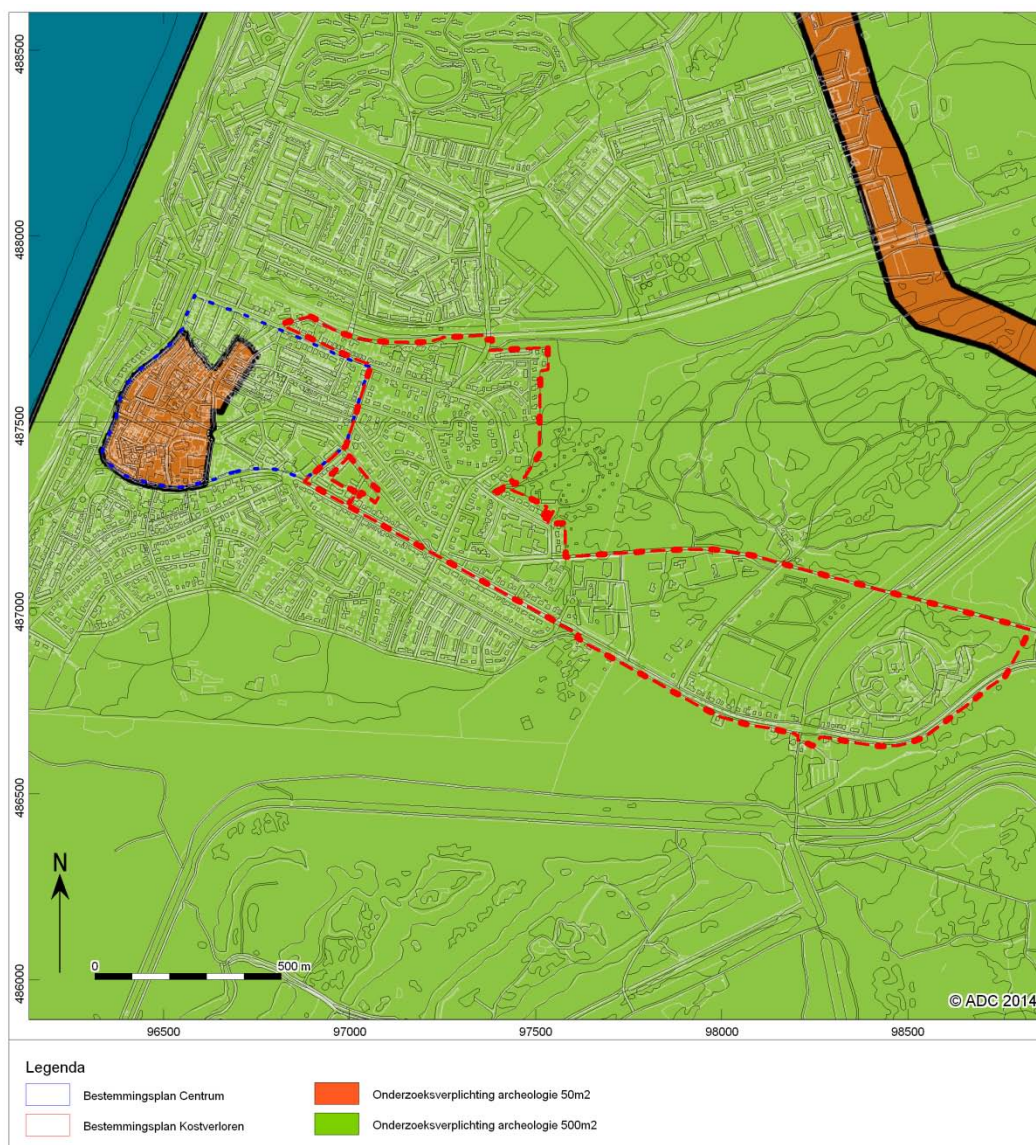 488500
488000
487500
487000
486500
486000
N
0 500 m
© ADC 2014
96500 97000 97500 98000 98500
Legenda
Bestemmingsplan Centrum
Onderzoeksverplichting archeologie 50m2
Bestemmingsplan Kostverloren
Onderzoeksverplichting archeologie 500m2